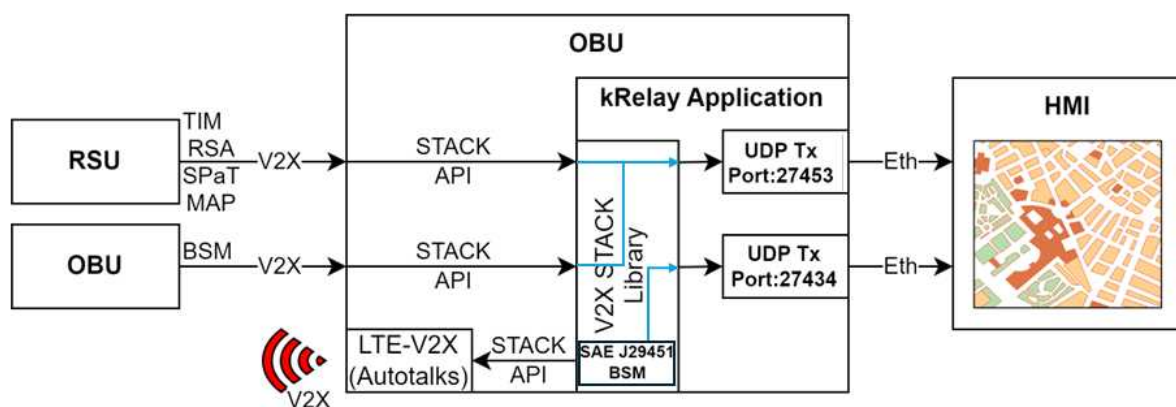 OBU
kRelay Application
HMI
RSU
TIM
RSA
SPaT
MAP
V2X
STACK
API
UDP Tx
Port:27453
Eth
OBU
BSM
V2X
STACK
API
V2X STACK
Library
UDP Tx
Port:27434
Eth
LTE-V2X
(Autotalks)
STACK
API
SAE J29451
BSM
V2X